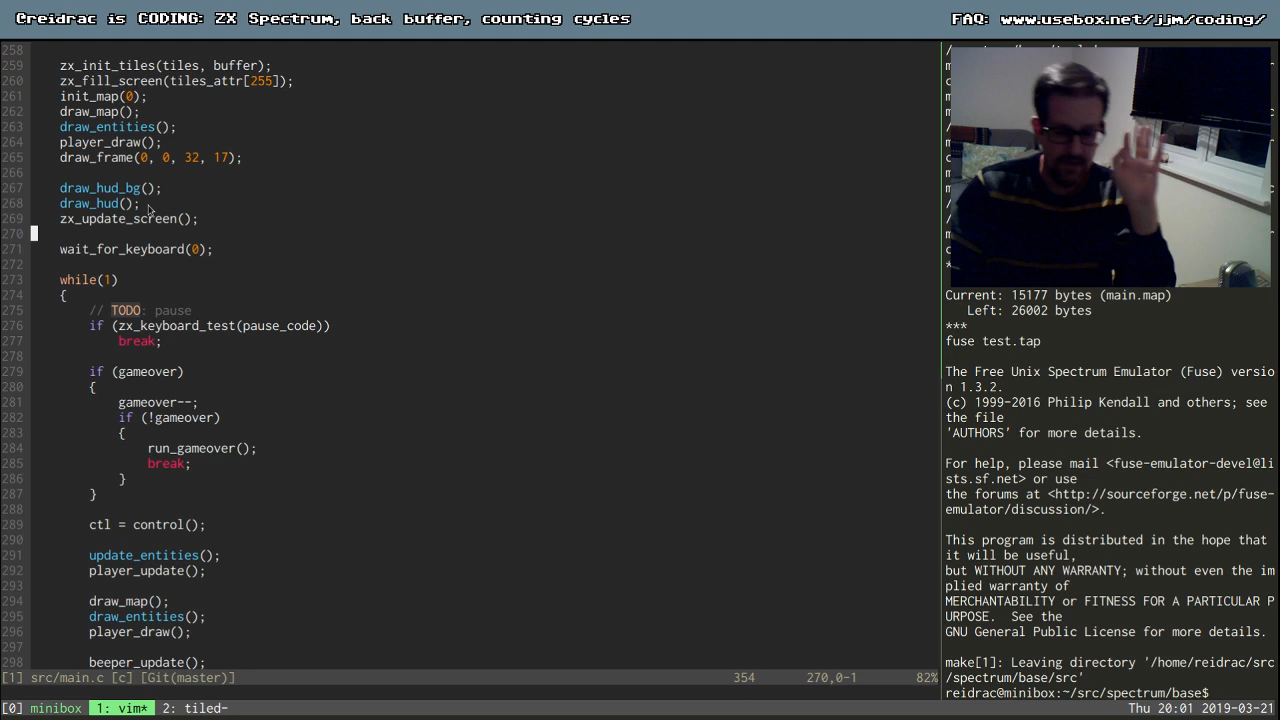 @reidrac is CODING: ZX Spectrum, back buffer, counting cycles
FAQ: www.usebox.net/jjm/coding/
258
259 zx_init_tiles(tiles, buffer);
260 zx_fill_screen(tiles_attr[255]);
261 init_map(0);
262 draw_map();
263 draw_entities();
264 player_draw();
265 draw_frame(0, 0, 32, 17);
266
267 draw_hud_bg();
268 draw_hud();
269 zx_update_screen();
270
271 wait_for_keyboard(0);
272
273 while(1)
274 {
275 // TODO: pause
276 if (zx_keyboard_test(pause_code))
277 break;
278
279 if (gameover)
280 {
281 gameover--;
282 if (!gameover)
283 {
284 run_gameover();
285 break;
286 }
287 }
288
289 ctl = control();
290
291 update_entities();
292 player_update();
293
294 draw_map();
295 draw_entities();
296 player_draw();
297
298 beeper_update();
[1] src/main.c [c] [Git(master)] 354 270,0-1 82%
Current: 15177 bytes (main.map)
Left: 26002 bytes
***
fuse test.tap
The Free Unix Spectrum Emulator (Fuse) versio
n 1.3.2.
(c) 1999-2016 Philip Kendall and others; see
the file
'AUTHORS' for more details.
For help, please mail <fuse-emulator-devel@li
sts.sf.net> or use
the forums at <http://sourceforge.net/p/fuse-
emulator/discussion/>.
This program is distributed in the hope that
it will be useful,
but WITHOUT ANY WARRANTY; without even the im
plied warranty of
MERCHANTABILITY or FITNESS FOR A PARTICULAR P
URPOSE. See the
GNU General Public License for more details.
make[1]: Leaving directory '/home/reidrac/src
/spectrum/base/src'
reidrac@minibox:~/src/spectrum/base$
[0] minibox 1: vim* 2: tiled- Thu 20:01 2019-03-21